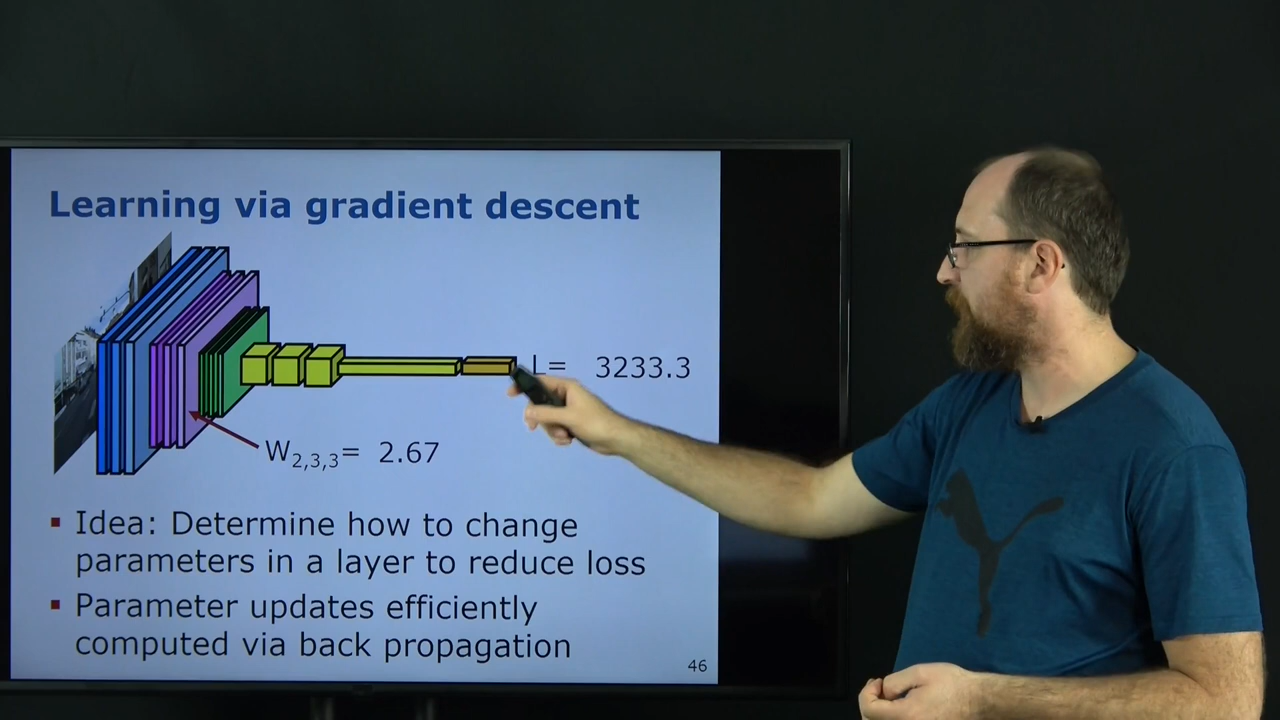 Learning via gradient descent
L= 3233.3
W2,3,3= 2.67
▪ Idea: Determine how to change
parameters in a layer to reduce loss
▪ Parameter updates efficiently
computed via back propagation
46